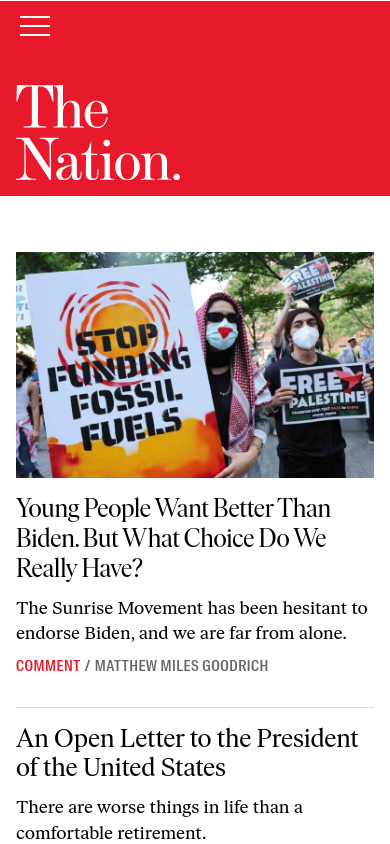 The
Nation.
STOP
FUNDING
FOSSIL
FUELS
FREE
PALESTINE
FREE
PALESTINE
Young People Want Better Than
Biden. But What Choice Do We
Really Have?
The Sunrise Movement has been hesitant to
endorse Biden, and we are far from alone.
COMMENT / MATTHEW MILES GOODRICH
An Open Letter to the President
of the United States
There are worse things in life than a
comfortable retirement.